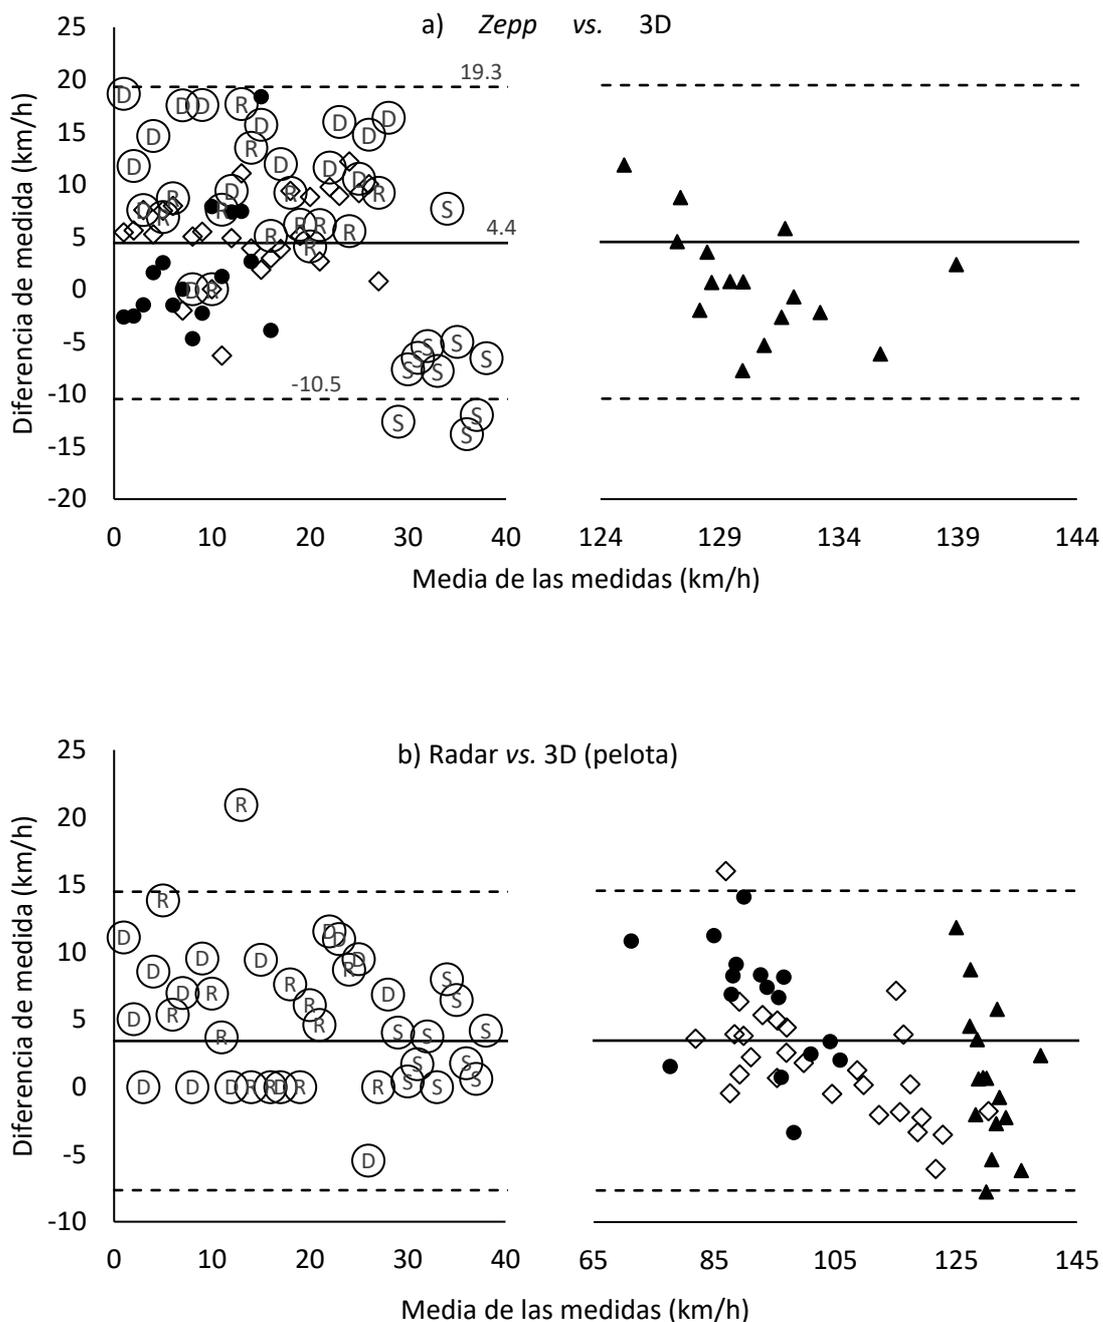 a) Zepp vs. 3D
Diferencia de medida (km/h)
25
20
15
10
5
0
-5
-10
-15
-20
19.3
4.4
-10.5
D D D R D D D D D R D R D D D R R R D R D R R R R R R S D R S S S S S S S S S S
0 10 20 30 40
124 129 134 139 144
Media de las medidas (km/h)
b) Radar vs. 3D (pelota)
Diferencia de medida (km/h)
25
20
15
10
5
0
-5
-10
R
R
D D D
D D D R S
D R D S
D R R R S S S
R S S S
D D D R R D R R S S S
D
0 10 20 30 40
65 85 105 125 145
Media de las medidas (km/h)